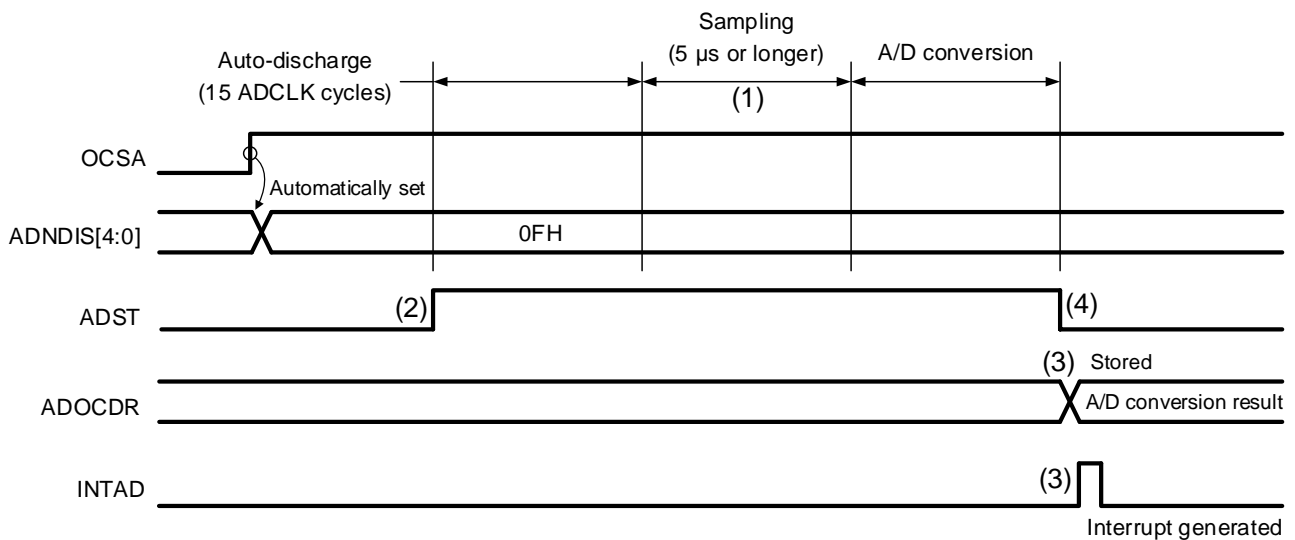 Sampling
(5 µs or longer)
A/D conversion
Auto-discharge
(15 ADCLK cycles)
(1)
OCSA
Automatically set
ADNDIS[4:0]
0FH
ADST
(2)
(4)
(3) Stored
ADOCDR
A/D conversion result
INTAD
(3)
Interrupt generated